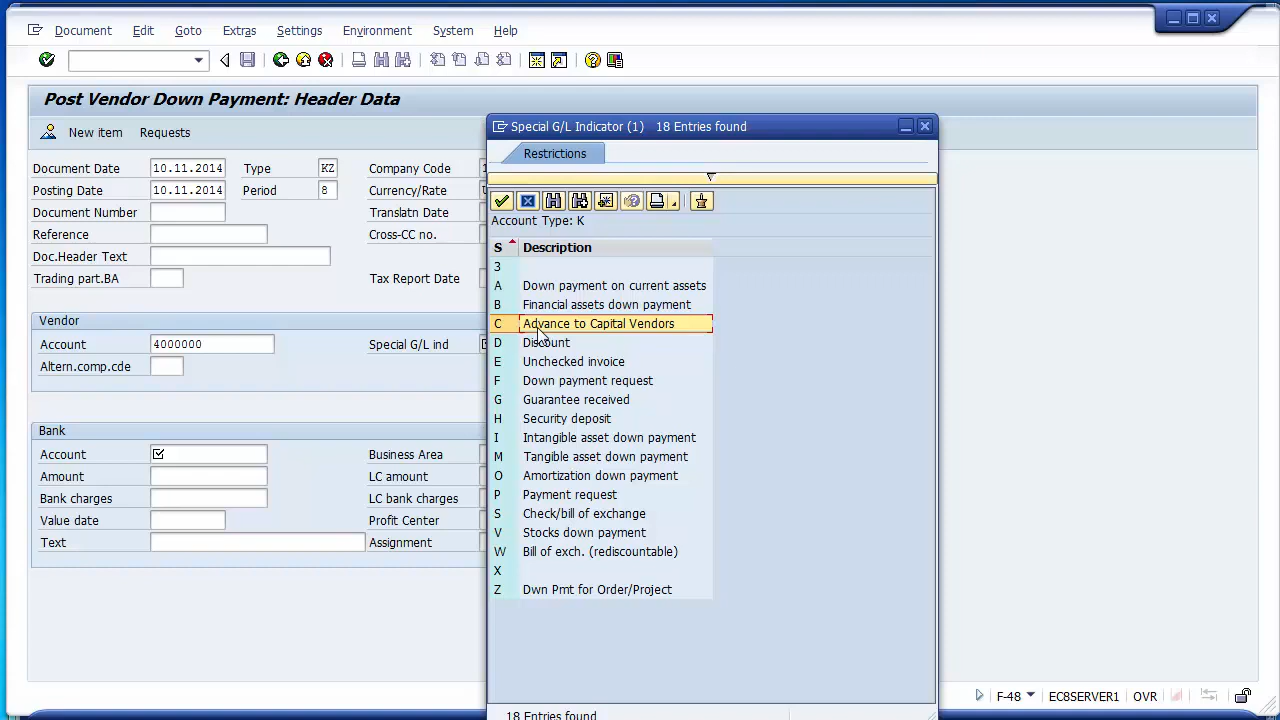 Document Edit Goto Extras Settings Environment System Help
Post Vendor Down Payment: Header Data
New item Requests
Document Date 10.11.2014 Type KZ Company Code
Posting Date 10.11.2014 Period 8 Currency/Rate
Document Number Translatn Date
Reference Cross-CC no.
Doc.Header Text
Trading part.BA Tax Report Date
Vendor
Account 4000000 Special G/L ind
Altern.comp.cde
Bank
Account Business Area
Amount LC amount
Bank charges LC bank charges
Value date Profit Center
Text Assignment
Special G/L Indicator (1) 18 Entries found
Restrictions
Account Type: K
S Description
3
A Down payment on current assets
B Financial assets down payment
C Advance to Capital Vendors
D Discount
E Unchecked invoice
F Down payment request
G Guarantee received
H Security deposit
I Intangible asset down payment
M Tangible asset down payment
O Amortization down payment
P Payment request
S Check/bill of exchange
V Stocks down payment
W Bill of exch. (rediscountable)
X
Z Dwn Pmt for Order/Project
18 Entries found
F-48 EC8SERVER1 OVR